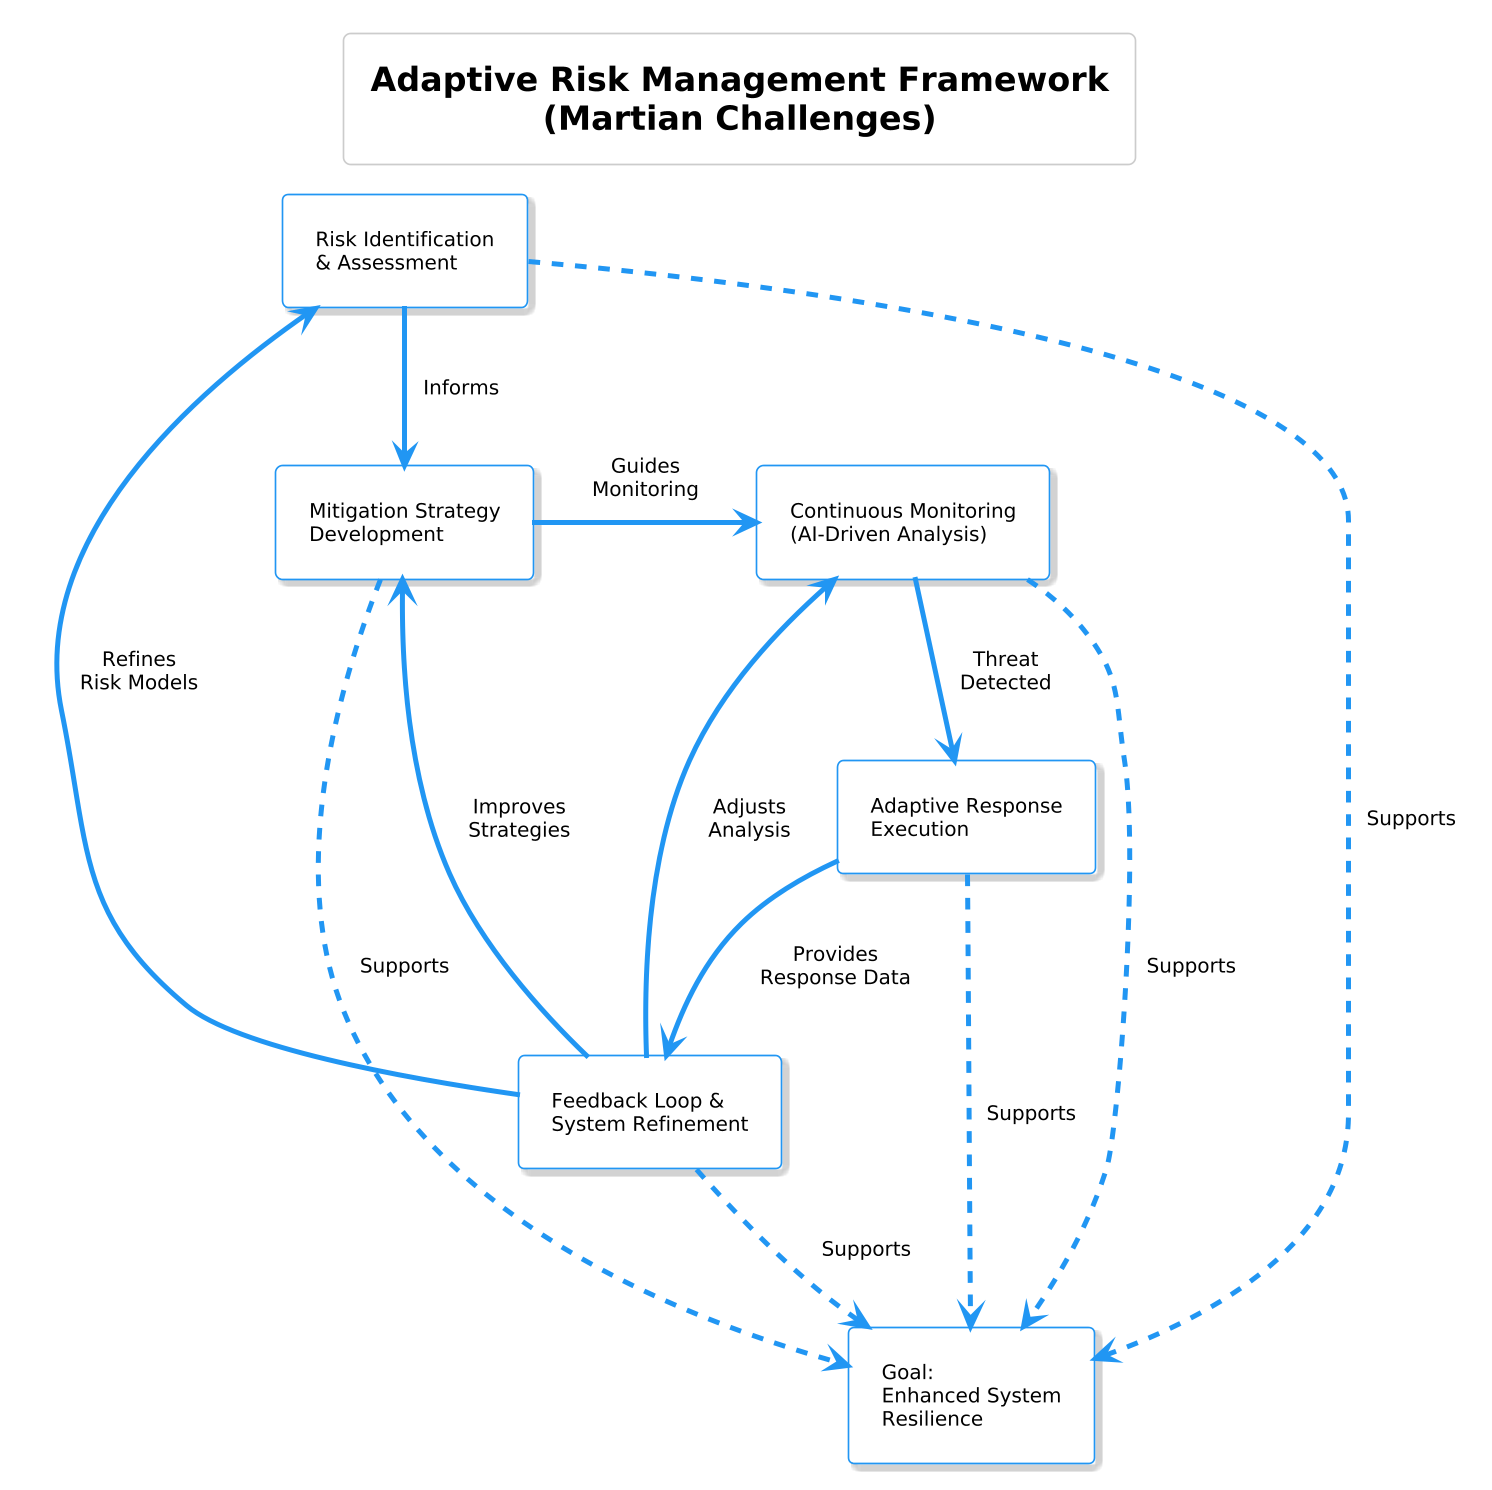 Adaptive Risk Management Framework
(Martian Challenges)
Risk Identification
& Assessment
Informs
Guides
Monitoring
Mitigation Strategy
Development
Continuous Monitoring
(AI-Driven Analysis)
Refines
Risk Models
Threat
Detected
Improves
Strategies
Adjusts
Analysis
Adaptive Response
Execution
Supports
Supports
Provides
Response Data
Supports
Feedback Loop &
System Refinement
Supports
Supports
Goal:
Enhanced System
Resilience